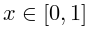 x ∈ [0, 1]